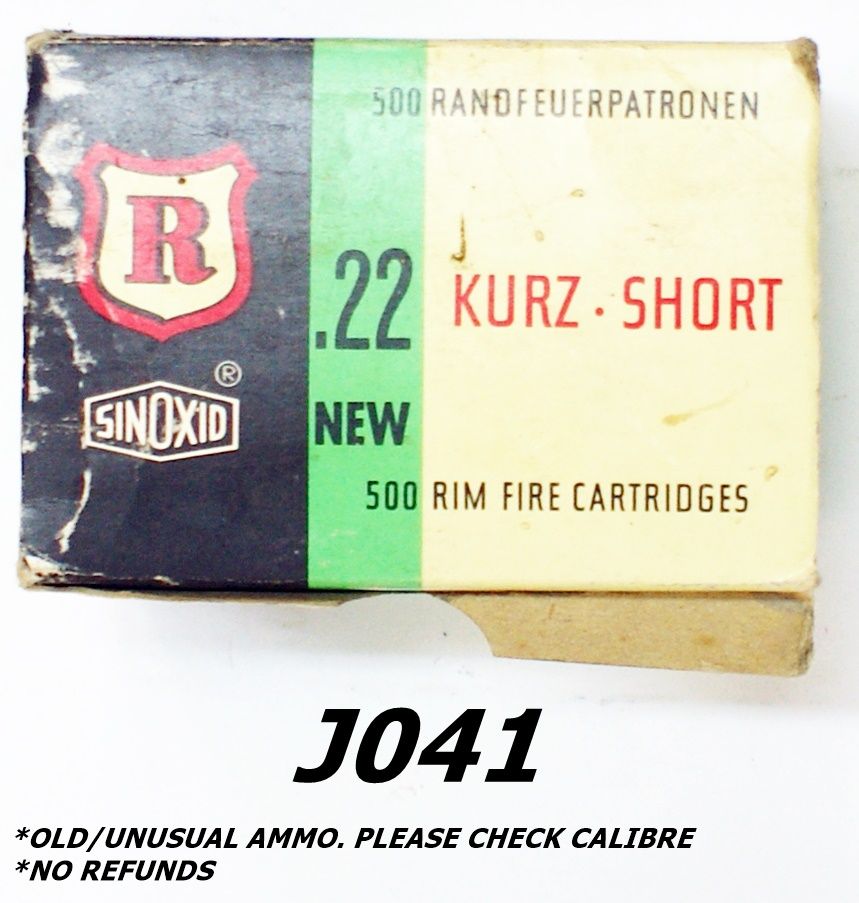 500 RANDFEUERPATRONEN
R
.22 KURZ · SHORT
®
SINOXID
NEW
500 RIM FIRE CARTRIDGES
J041
*OLD/UNUSUAL AMMO. PLEASE CHECK CALIBRE
*NO REFUNDS